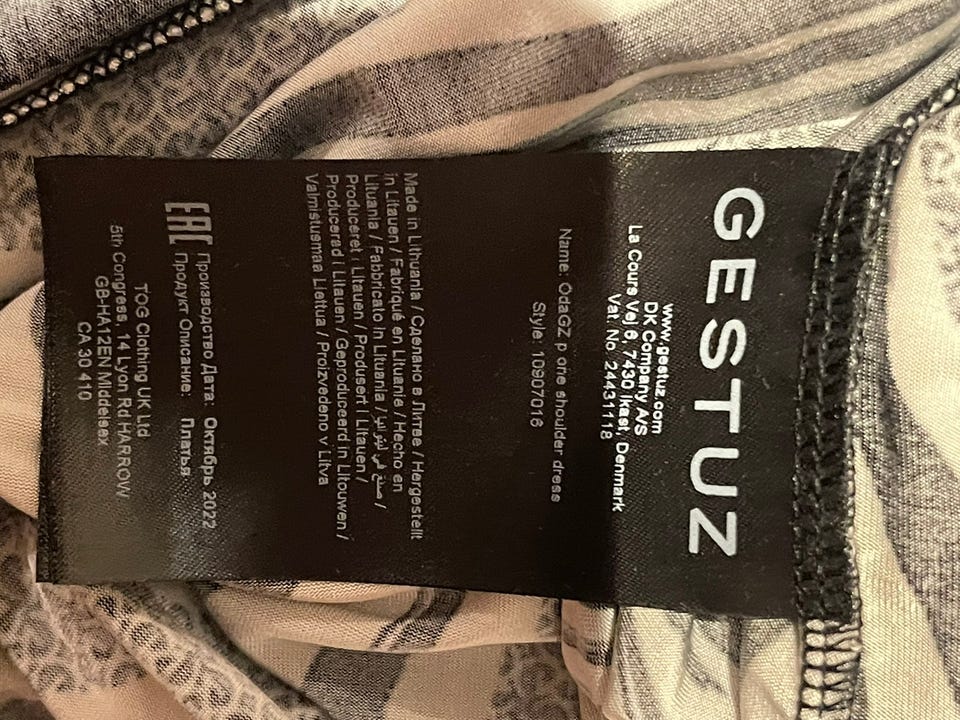 GESTUZ
www.gestuz.com
DK Company A/S
La Cours Vej 6, 7430 Ikast, Denmark
Vat No. 24431118
Name: OdaGZ p one shoulder dress
Style: 10907016
Made in Lithuania / Сделано в Литве / Hergestellt
in Litauen / Fabriqué en Lituanie / Hecho en
Lituania / Fabbricato in Lituania / صنع في ليتوانيا /
Produceret i Litauen / Produsert i Litauen /
Producerad i Litauen / Geproduceerd in Litouwen /
Valmistusmaa Liettua / Proizvedeno v Litva
EAC Производство Дата: Октябрь 2022
Продукт Описание: Платья
TOG Clothing UK Ltd
5th Congress, 14 Lyon Rd HARROW
GB-HA12EN Middelsex
CA 30 410